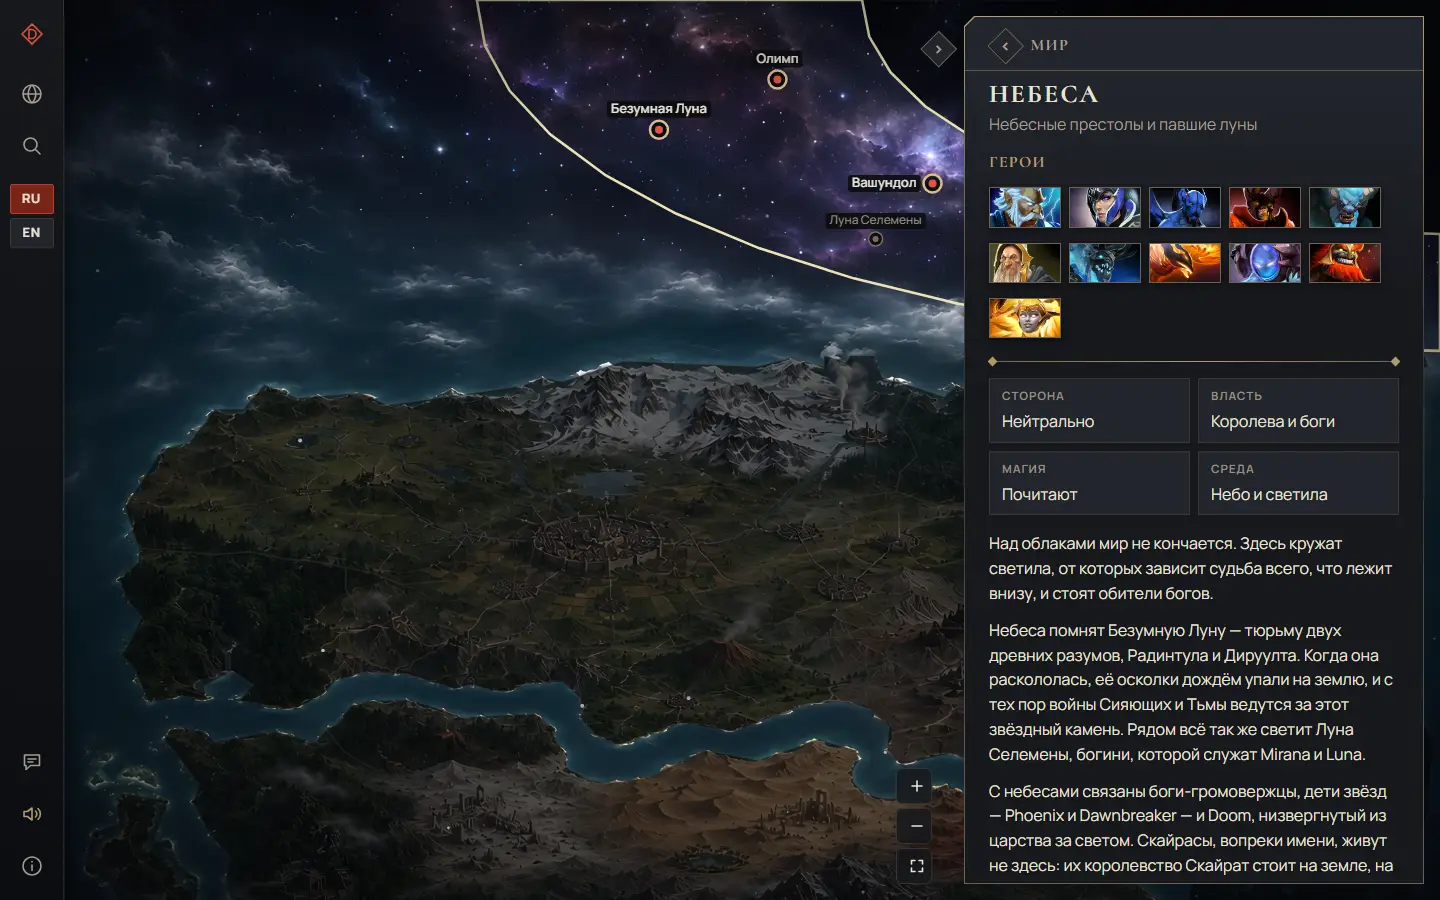 RU
EN
Олимп
Безумная Луна
Вашундол
Луна Селемены
МИР
НЕБЕСА
Небесные престолы и павшие луны
ГЕРОИ
СТОРОНА
Нейтрально
ВЛАСТЬ
Королева и боги
МАГИЯ
Почитают
СРЕДА
Небо и светила
Над облаками мир не кончается. Здесь кружат
светила, от которых зависит судьба всего, что лежит
внизу, и стоят обители богов.
Небеса помнят Безумную Луну — тюрьму двух
древних разумов, Радинтула и Дируулта. Когда она
раскололась, её осколки дождём упали на землю, и с
тех пор войны Сияющих и Тьмы ведутся за этот
звёздный камень. Рядом всё так же светит Луна
Селемены, богини, которой служат Mirana и Luna.
С небесами связаны боги-громовержцы, дети звёзд
— Phoenix и Dawnbreaker — и Doom, низвергнутый из
царства за светом. Скайрасы, вопреки имени, живут
не здесь: их королевство Скайрат стоит на земле, на